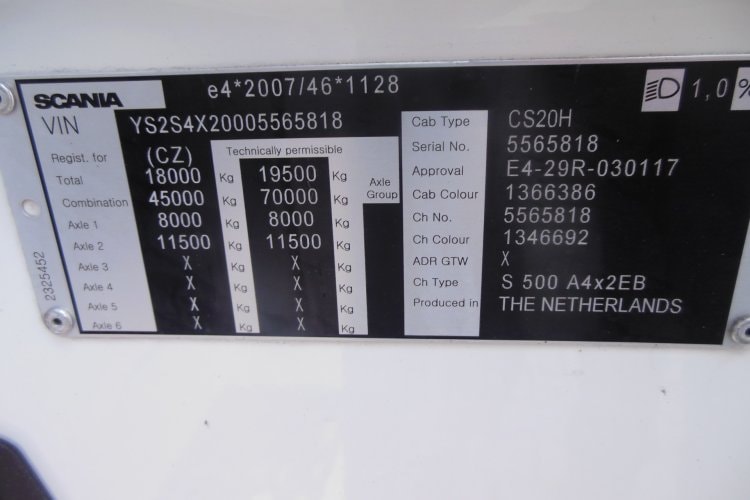 SCANIA e4*2007/46*1128 1,0%
VIN YS2S4X20005565818
Regist. for (CZ) Technically permissible
Total 18000 Kg 19500 Kg Axle Group
Combination 45000 Kg 70000 Kg
Axle 1 8000 Kg 8000 Kg
Axle 2 11500 Kg 11500 Kg
Axle 3 X Kg X Kg
Axle 4 X Kg X Kg
Axle 5 X Kg X Kg
Axle 6 X Kg X Kg
Cab Type CS20H
Serial No. 5565818
Approval E4-29R-030117
Cab Colour 1366386
Ch No. 5565818
Ch Colour 1346692
ADR GTW X
Ch Type S 500 A4x2EB
Produced in THE NETHERLANDS
2325452